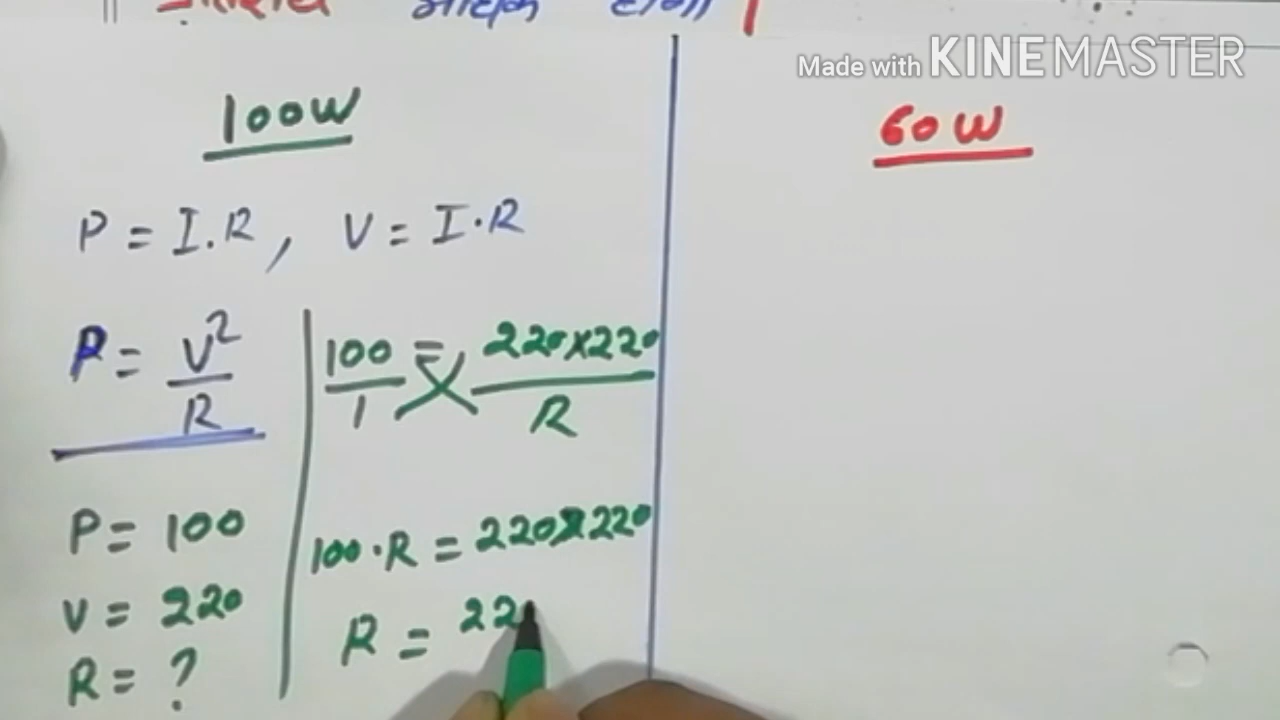 Made with KINEMASTER
100W
P = I.R, V = I.R
P = V²/R
100/1 = 220×220/R
P = 100
V = 220
R = ?
100.R = 220×220
R = 22
60W